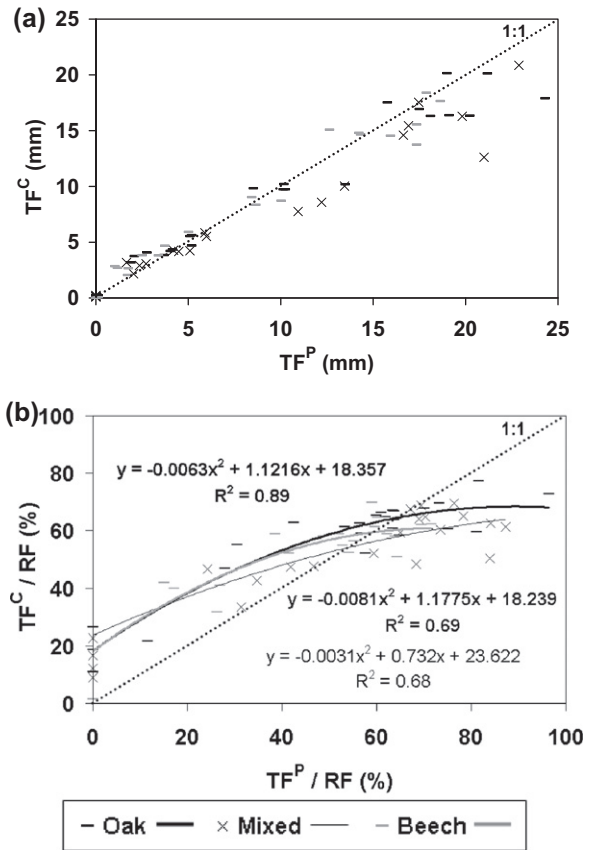 (a)
25
20
15
10
5
0
TF^C (mm)
1:1
0 5 10 15 20 25
TF^P (mm)
(b)
100
80
60
40
20
0
TF^C / RF (%)
1:1
y = -0.0063x² + 1.1216x + 18.357
R² = 0.89
y = -0.0081x² + 1.1775x + 18.239
R² = 0.69
y = -0.0031x² + 0.732x + 23.622
R² = 0.68
0 20 40 60 80 100
TF^P / RF (%)
Oak Mixed Beech